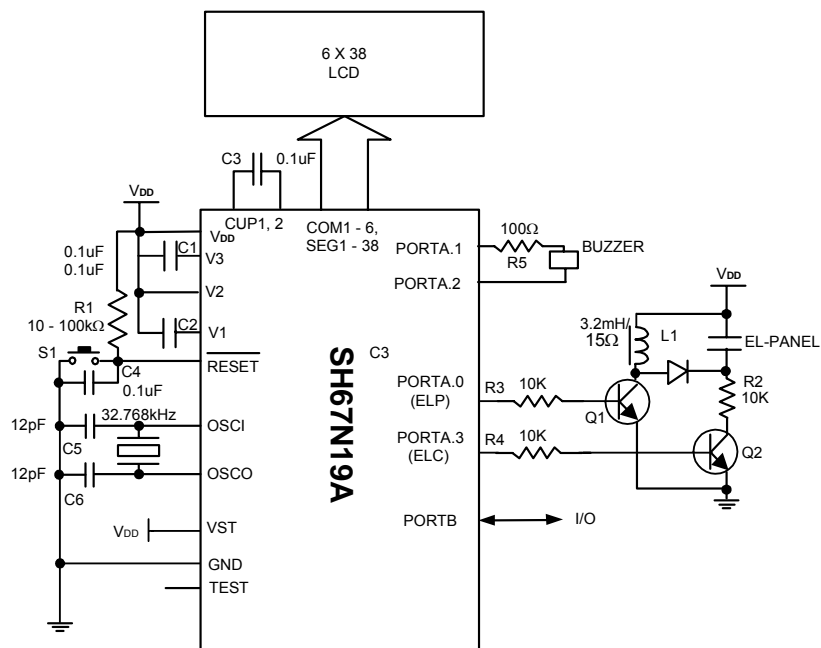 6 X 38
LCD
C3
0.1uF
VDD
CUP1, 2
COM1 - 6,
SEG1 - 38
VDD
0.1uF
0.1uF
C1
V3
V2
C2
V1
R1
10 - 100kΩ
S1
RESET
C4
0.1uF
32.768kHz
12pF
C5
OSCI
12pF
C6
OSCO
VDD
VST
GND
TEST
SH67N19A
C3
PORTA.1
100Ω
R5
BUZZER
PORTA.2
VDD
3.2mH/
15Ω
L1
EL-PANEL
PORTA.0
(ELP)
R3
10K
Q1
R2
10K
PORTA.3
(ELC)
R4
10K
Q2
PORTB
I/O